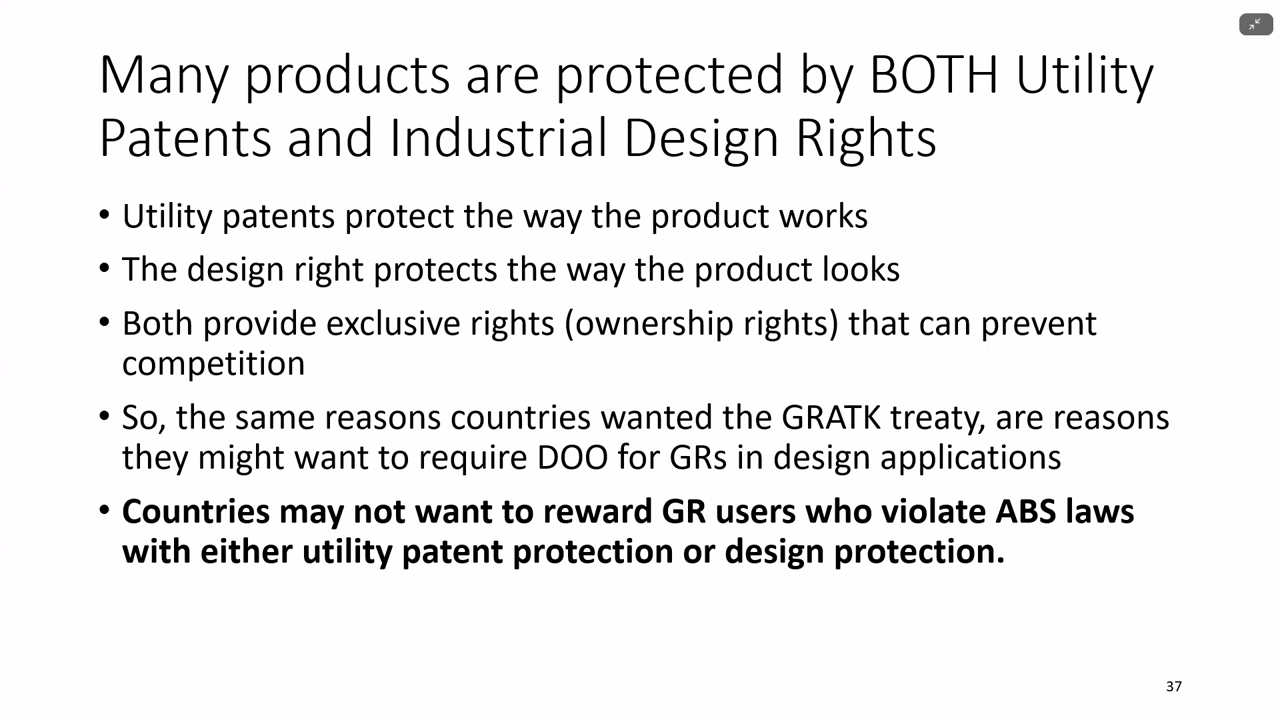 Many products are protected by BOTH Utility
Patents and Industrial Design Rights
• Utility patents protect the way the product works
• The design right protects the way the product looks
• Both provide exclusive rights (ownership rights) that can prevent
competition
• So, the same reasons countries wanted the GRATK treaty, are reasons
they might want to require DOO for GRs in design applications
• Countries may not want to reward GR users who violate ABS laws
with either utility patent protection or design protection.
37